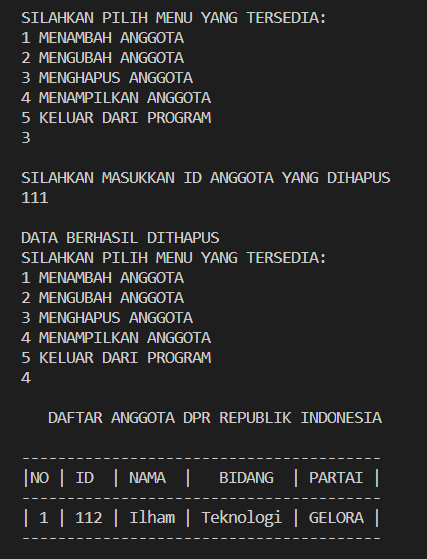 SILAHKAN PILIH MENU YANG TERSEDIA:
1 MENAMBAH ANGGOTA
2 MENGUBAH ANGGOTA
3 MENGHAPUS ANGGOTA
4 MENAMPILKAN ANGGOTA
5 KELUAR DARI PROGRAM
3
SILAHKAN MASUKKAN ID ANGGOTA YANG DIHAPUS
111
DATA BERHASIL DITHAPUS
SILAHKAN PILIH MENU YANG TERSEDIA:
1 MENAMBAH ANGGOTA
2 MENGUBAH ANGGOTA
3 MENGHAPUS ANGGOTA
4 MENAMPILKAN ANGGOTA
5 KELUAR DARI PROGRAM
4
DAFTAR ANGGOTA DPR REPUBLIK INDONESIA
----------------------------------------
|NO | ID  | NAMA  |   BIDANG  | PARTAI |
----------------------------------------
| 1 | 112 | Ilham | Teknologi | GELORA |
----------------------------------------